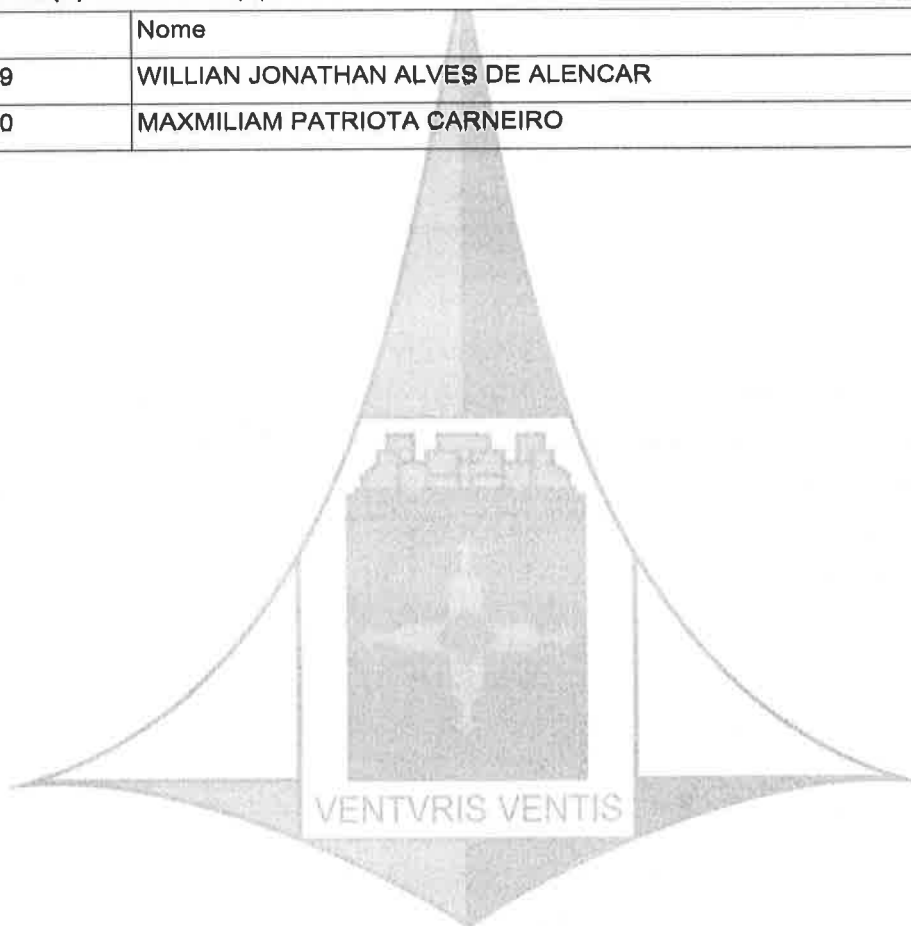 Nome
9 WILLIAN JONATHAN ALVES DE ALENCAR
0 MAXMILIAM PATRIOTA CARNEIRO
VENTVRIS VENTIS